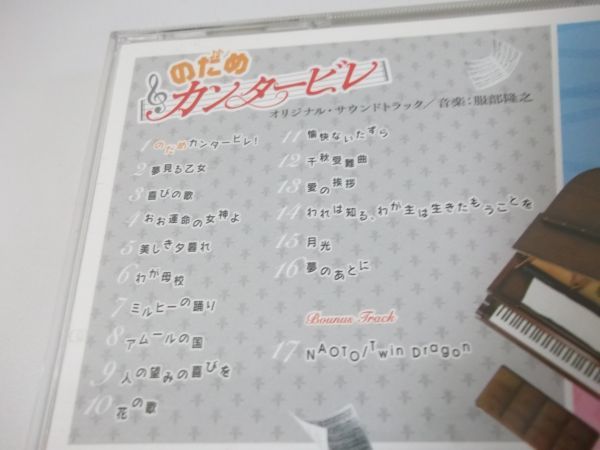 のだめ
カンタービレ
オリジナル・サウンドトラック／音楽：服部隆之
1 のだめカンタービレ!
2 夢見る乙女
3 喜びの歌
4 おお運命の女神よ
5 美しき夕暮れ
6 わが母校
7 ミルヒーの踊り
8 アムールの国
9 人の望みの喜びを
10 花の歌
11 愉快ないたずら
12 千秋受難曲
13 愛の挨拶
14 われは知る、わが主は生きたもうことを
15 月光
16 夢のあとに
Bounus Track
17 NAOTO/Twin Dragon